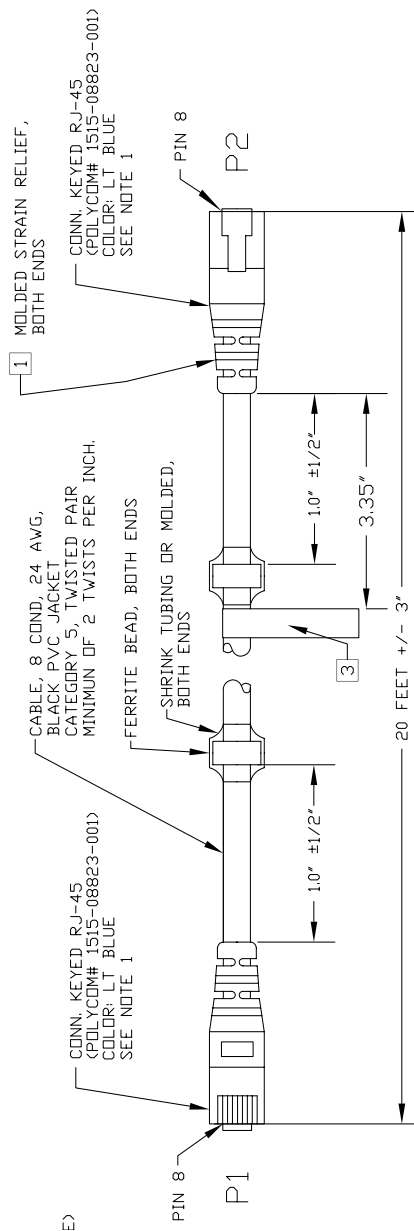 1 MOLDED STRAIN RELIEF,
BOTH ENDS
CONN. KEYED RJ-45
(POLYCOM# 1515-08823-001)
COLOR: LT BLUE
SEE NOTE 1
PIN 8
P2
CABLE, 8 COND, 24 AWG,
BLACK PVC JACKET
CATEGORY 5, TWISTED PAIR
MINIMUN OF 2 TWISTS PER INCH.
FERRITE BEAD, BOTH ENDS
SHRINK TUBING OR MOLDED,
BOTH ENDS
CONN. KEYED RJ-45
(POLYCOM# 1515-08823-001)
COLOR: LT BLUE
SEE NOTE 1
PIN 8
P1
E)
1.0" ±1/2"
1.0" ±1/2"
3.35"
3
20 FEET +/- 3"